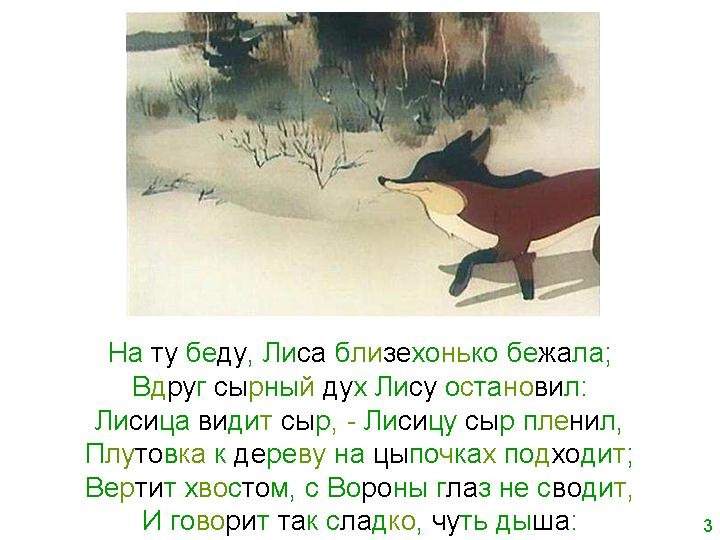 На ту беду, Лиса близехонько бежала;
Вдруг сырный дух Лису остановил:
Лисица видит сыр, - Лисицу сыр пленил,
Плутовка к дереву на цыпочках подходит;
Вертит хвостом, с Вороны глаз не сводит,
И говорит так сладко, чуть дыша:
3